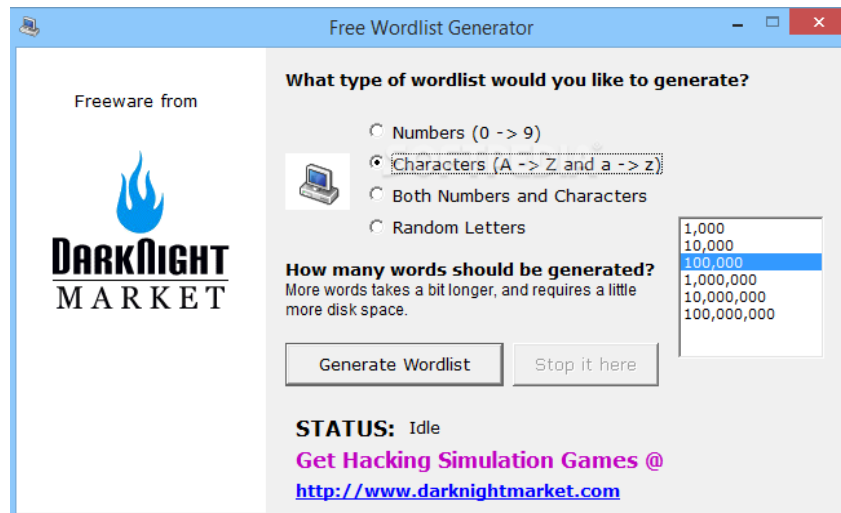 Free Wordlist Generator
Freeware from
DARKNIGHT
MARKET
What type of wordlist would you like to generate?
Numbers (0 -> 9)
Characters (A -> Z and a -> z)
Both Numbers and Characters
Random Letters
How many words should be generated?
More words takes a bit longer, and requires a little
more disk space.
1,000
10,000
100,000
1,000,000
10,000,000
100,000,000
Generate Wordlist
Stop it here
STATUS: Idle
Get Hacking Simulation Games @
http://www.darknightmarket.com